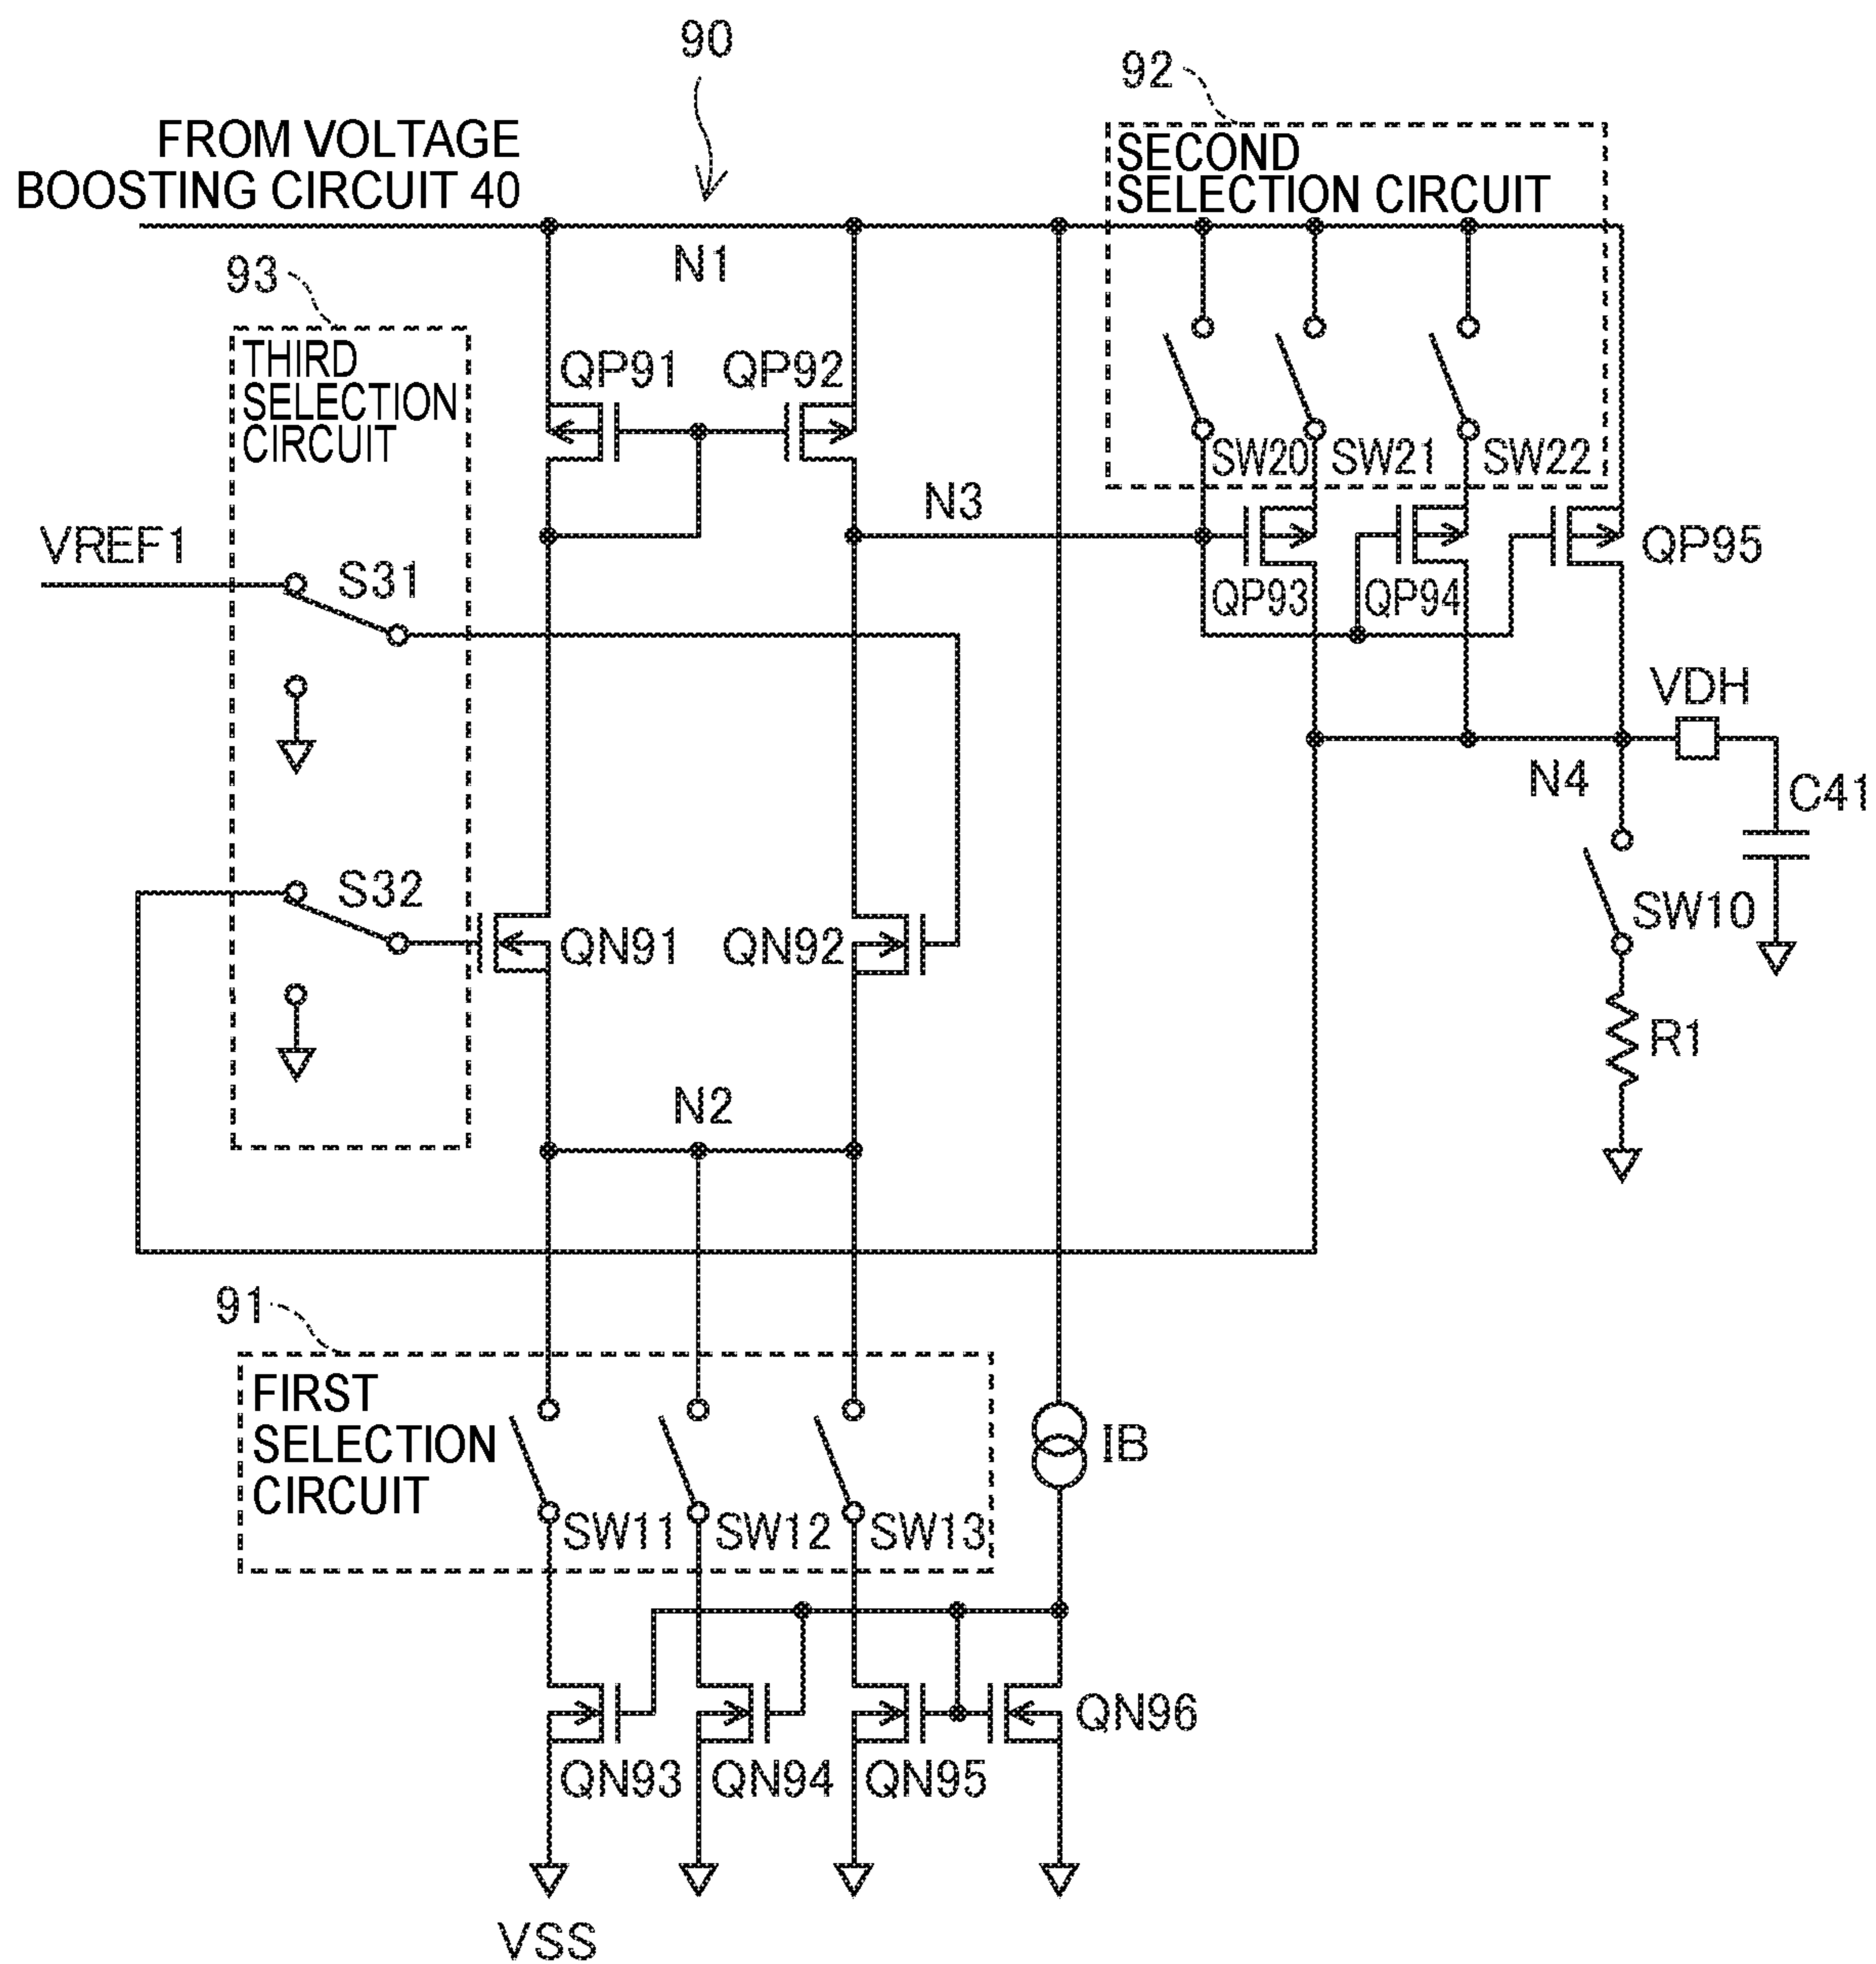 90
92
FROM VOLTAGE
BOOSTING CIRCUIT 40
SECOND
SELECTION CIRCUIT
N1
93
THIRD
SELECTION
CIRCUIT
QP91
QP92
SW20
SW21
SW22
N3
VREF1
S31
QP93
QP94
QP95
VDH
N4
C41
S32
QN91
QN92
SW10
R1
N2
91
FIRST
SELECTION
CIRCUIT
IB
SW11
SW12
SW13
QN96
QN93
QN94
QN95
VSS